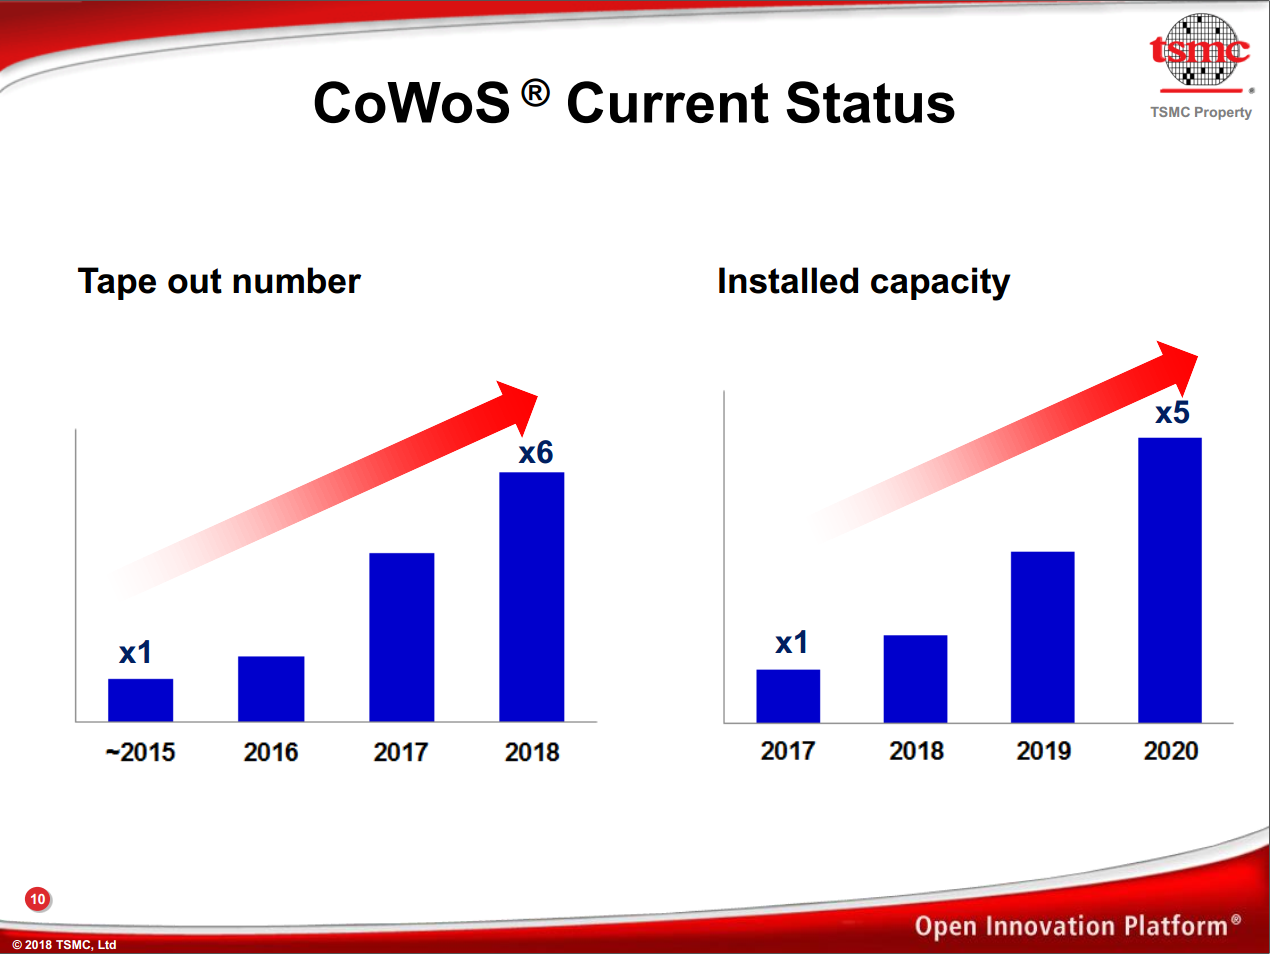 tsmc
®
TSMC Property
CoWoS ® Current Status
Tape out number
x1
x6
~2015 2016 2017 2018
Installed capacity
x1
x5
2017 2018 2019 2020
10
© 2018 TSMC, Ltd
Open Innovation Platform®